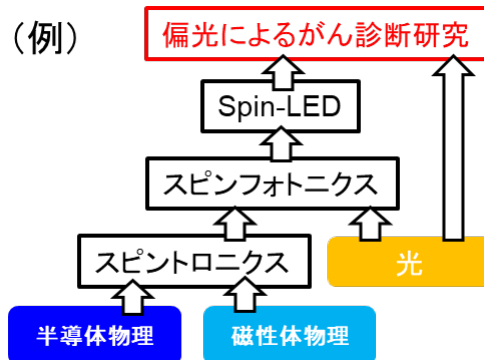 (例)
偏光によるがん診断研究
Spin-LED
スピンフォトニクス
スピントロニクス
光
半導体物理
磁性体物理